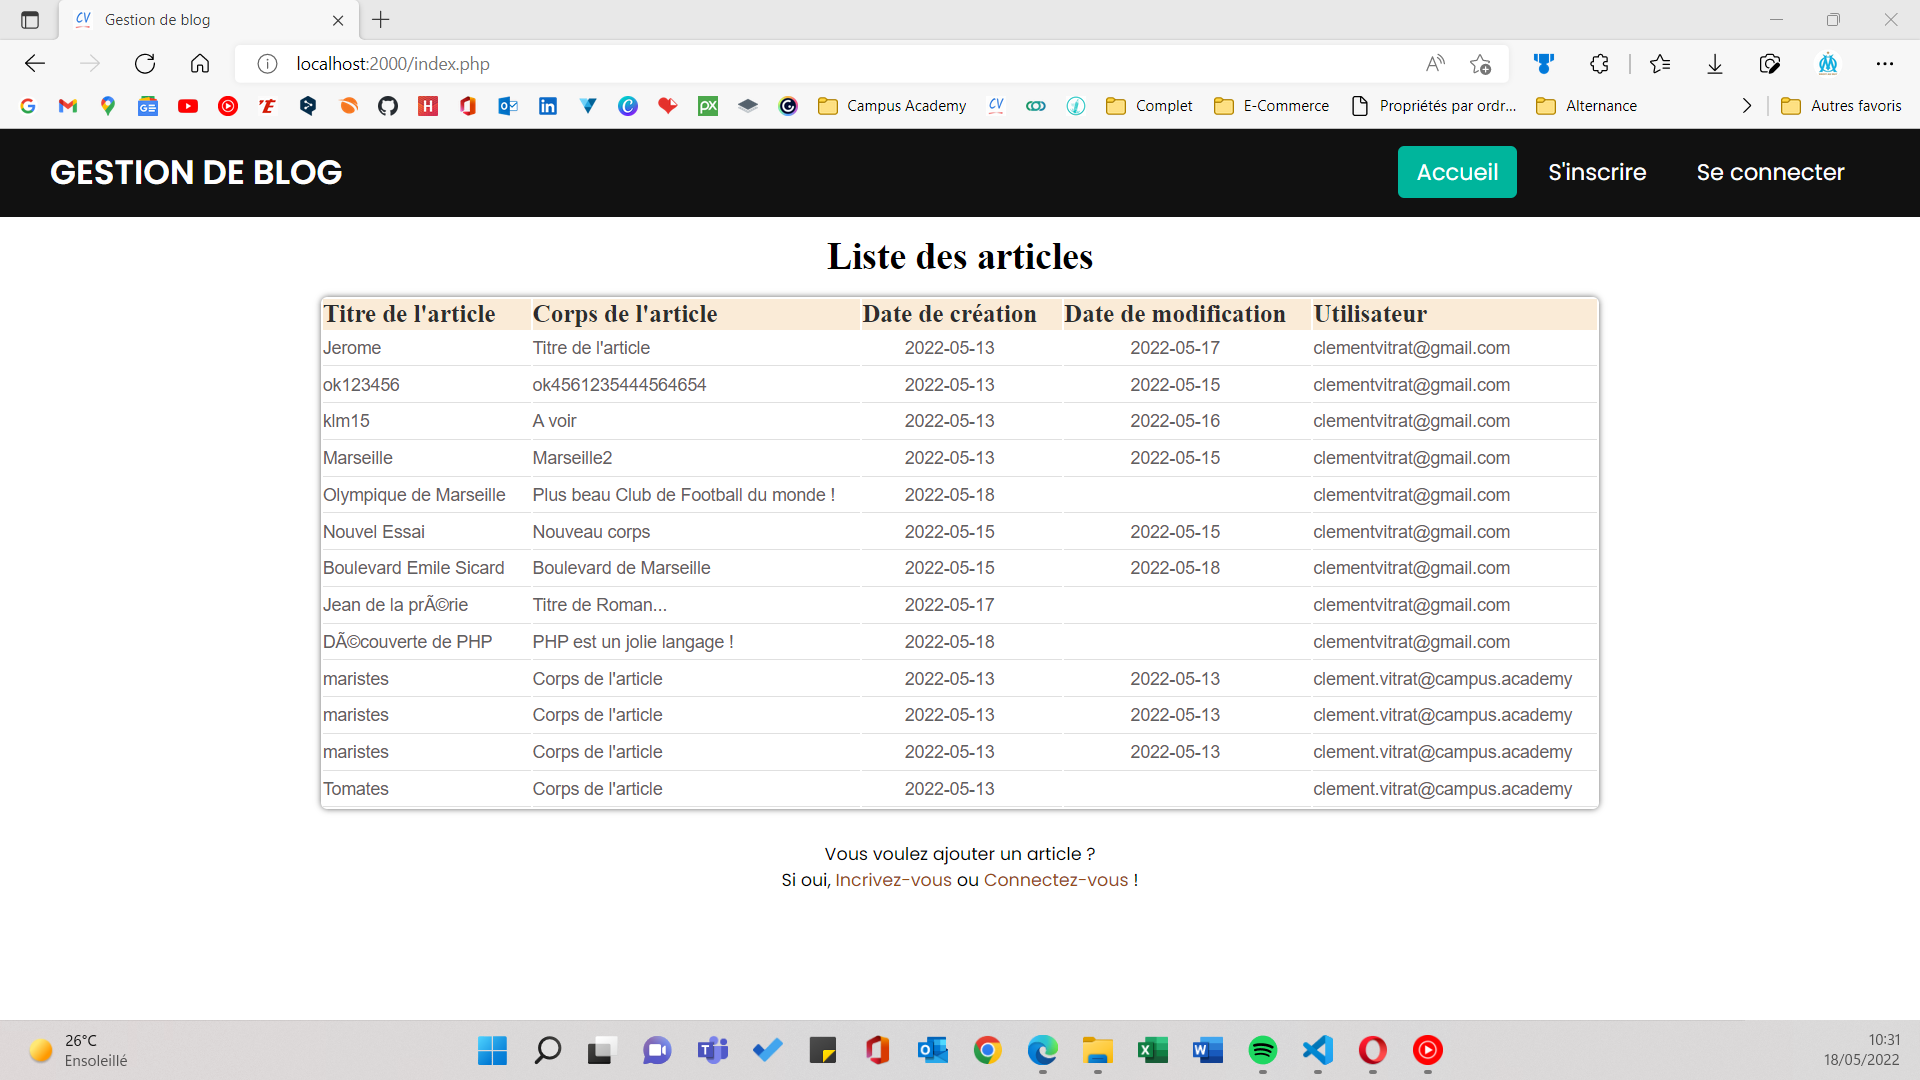 Gestion de blog
localhost:2000/index.php
Campus Academy Complet E-Commerce Propriétés par ordr... Alternance Autres favoris
GESTION DE BLOG Accueil S'inscrire Se connecter
Liste des articles
Titre de l'article Corps de l'article Date de création Date de modification Utilisateur
Jerome Titre de l'article 2022-05-13 2022-05-17 clementvitrat@gmail.com
ok123456 ok4561235444564654 2022-05-13 2022-05-15 clementvitrat@gmail.com
klm15 A voir 2022-05-13 2022-05-16 clementvitrat@gmail.com
Marseille Marseille2 2022-05-13 2022-05-15 clementvitrat@gmail.com
Olympique de Marseille Plus beau Club de Football du monde ! 2022-05-18 clementvitrat@gmail.com
Nouvel Essai Nouveau corps 2022-05-15 2022-05-15 clementvitrat@gmail.com
Boulevard Emile Sicard Boulevard de Marseille 2022-05-15 2022-05-18 clementvitrat@gmail.com
Jean de la prÃ©rie Titre de Roman... 2022-05-17 clementvitrat@gmail.com
DÃ©couverte de PHP PHP est un jolie langage ! 2022-05-18 clementvitrat@gmail.com
maristes Corps de l'article 2022-05-13 2022-05-13 clement.vitrat@campus.academy
maristes Corps de l'article 2022-05-13 2022-05-13 clement.vitrat@campus.academy
maristes Corps de l'article 2022-05-13 2022-05-13 clement.vitrat@campus.academy
Tomates Corps de l'article 2022-05-13 clement.vitrat@campus.academy
Vous voulez ajouter un article ?
Si oui, Incrivez-vous ou Connectez-vous !
26°C
Ensoleillé
10:31
18/05/2022